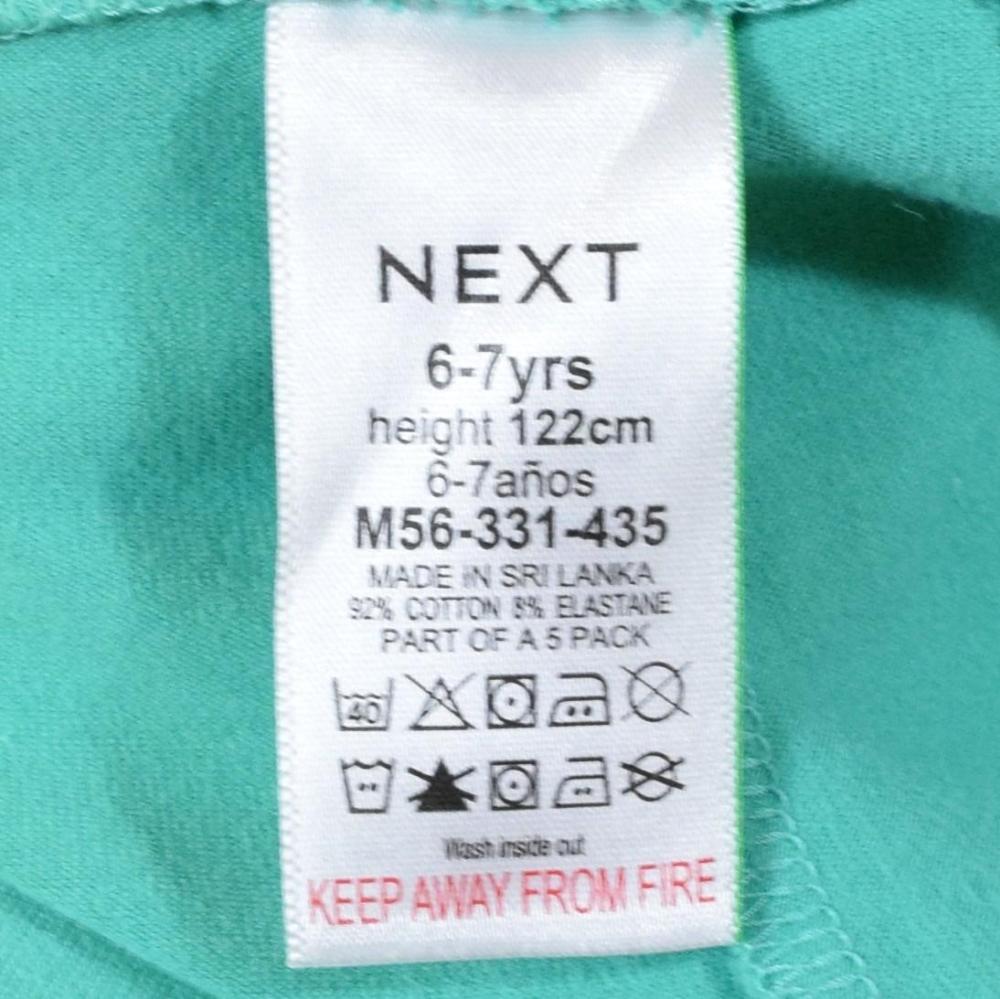 NEXT
6-7yrs
height 122cm
6-7años
M56-331-435
MADE IN SRI LANKA
92% COTTON 8% ELASTANE
PART OF A 5 PACK
40
Wash inside out
KEEP AWAY FROM FIRE